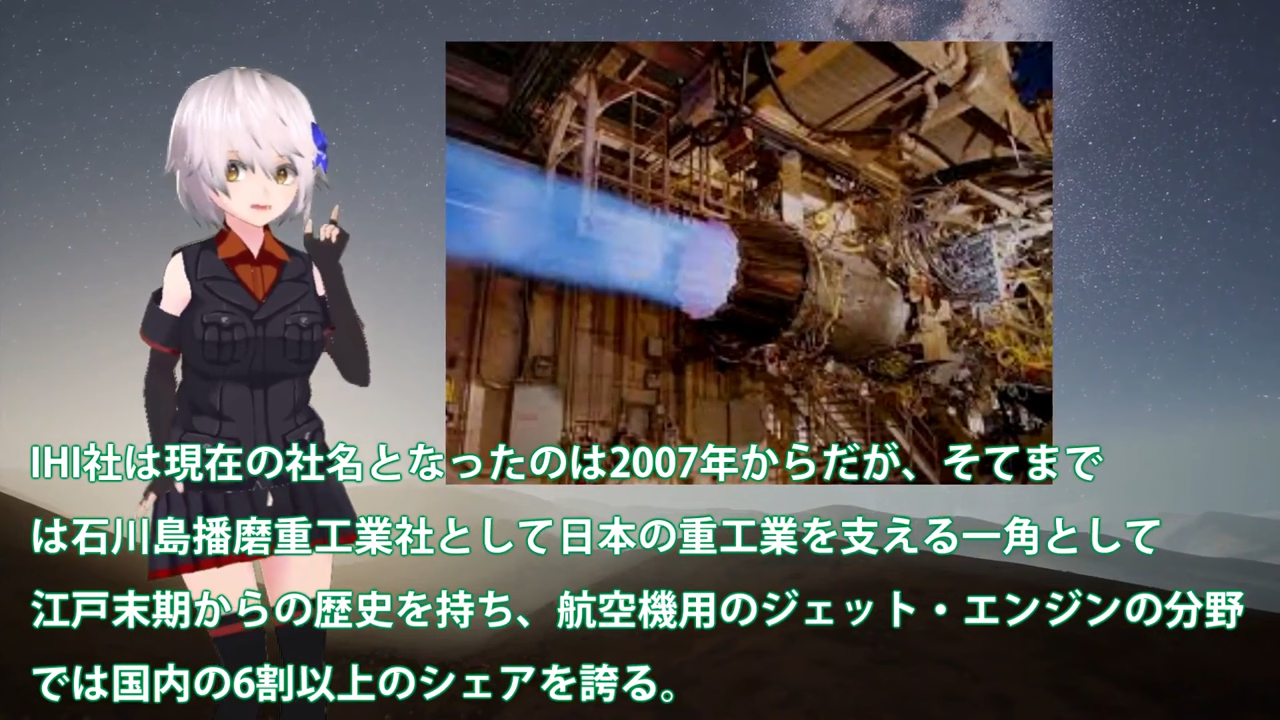 IHI社は現在の社名となったのは2007年からだが、そてまで
は石川島播磨重工業社として日本の重工業を支える一角として
江戸末期からの歴史を持ち、航空機用のジェット・エンジンの分野
では国内の6割以上のシェアを誇る。